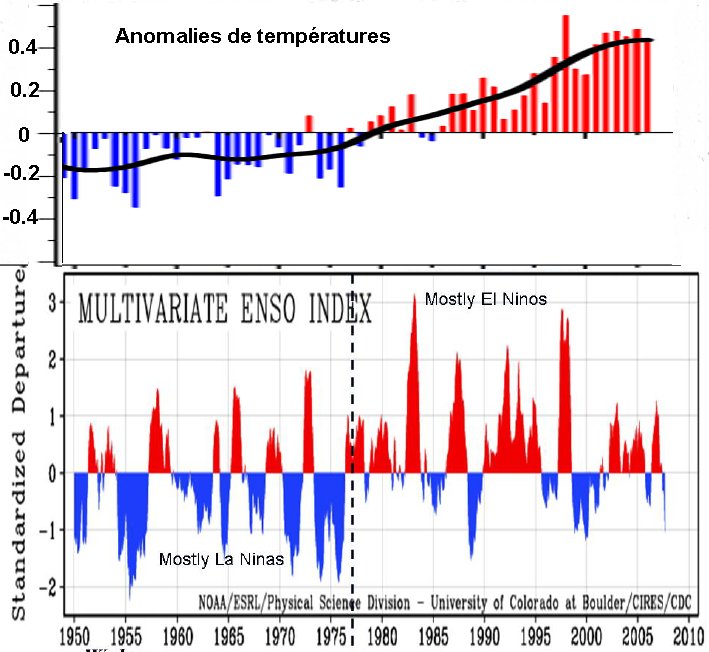 Anomalies de températures
0.4
0.2
0
-0.2
-0.4
Standardized Departure
3
MULTIVARIATE ENSO INDEX
Mostly El Ninos
2
1
0
-1
Mostly La Ninas
-2
NOAA/ESRL/Physical Science Division – University of Colorado at Boulder/CIRES/CDC
1950 1955 1960 1965 1970 1975 1980 1985 1990 1995 2000 2005 2010